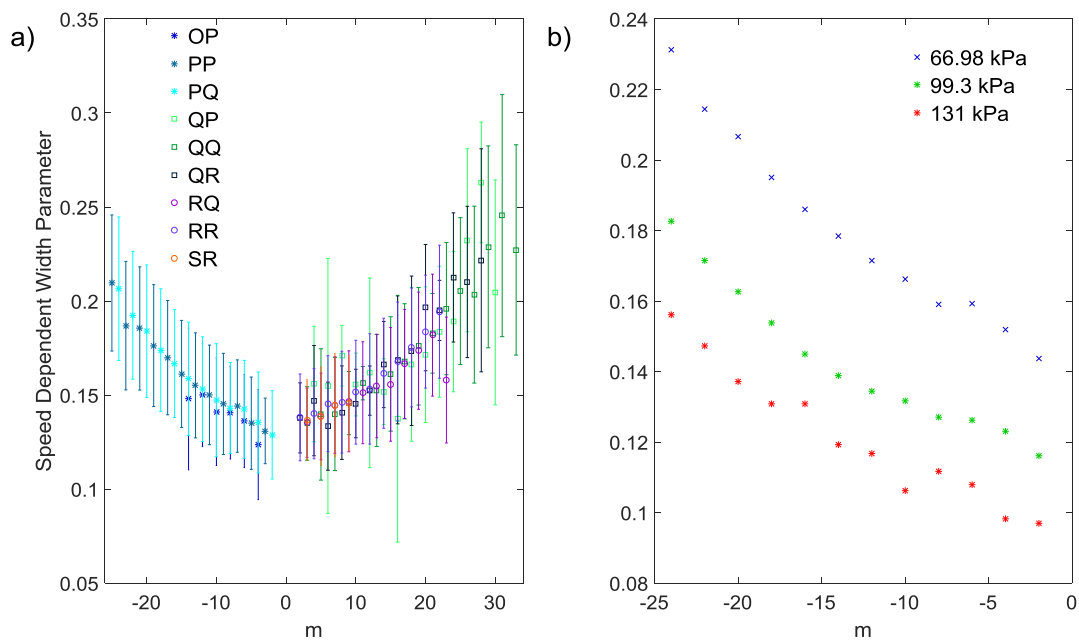 a)
0.35
0.3
0.25
0.2
0.15
0.1
0.05
Speed Dependent Width Parameter
OP
PP
PQ
QP
QQ
QR
RQ
RR
SR
-20
-10
0
10
20
30
m
b)
0.24
0.22
0.2
0.18
0.16
0.14
0.12
0.1
0.08
66.98 kPa
99.3 kPa
131 kPa
-25
-20
-15
-10
-5
0
m